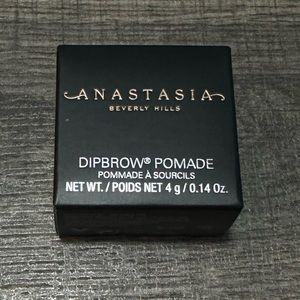 ANASTASIA
BEVERLY HILLS
DIPBROW® POMADE
POMMADE À SOURCILS
NET WT. / POIDS NET 4 g / 0.14 Oz.